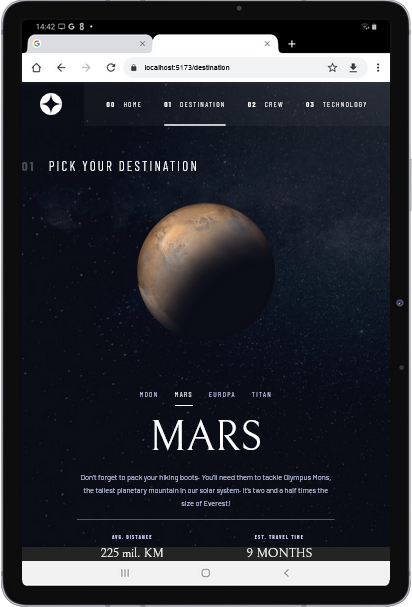 14:42
localhost:5173/destination
00 HOME 01 DESTINATION 02 CREW 03 TECHNOLOGY
01 PICK YOUR DESTINATION
MOON MARS EUROPA TITAN
MARS
Don't forget to pack your hiking boots. You'll need them to tackle Olympus Mons,
the tallest planetary mountain in our solar system. It's two and a half times the
size of Everest!
AVG. DISTANCE EST. TRAVEL TIME
225 mil. KM 9 MONTHS